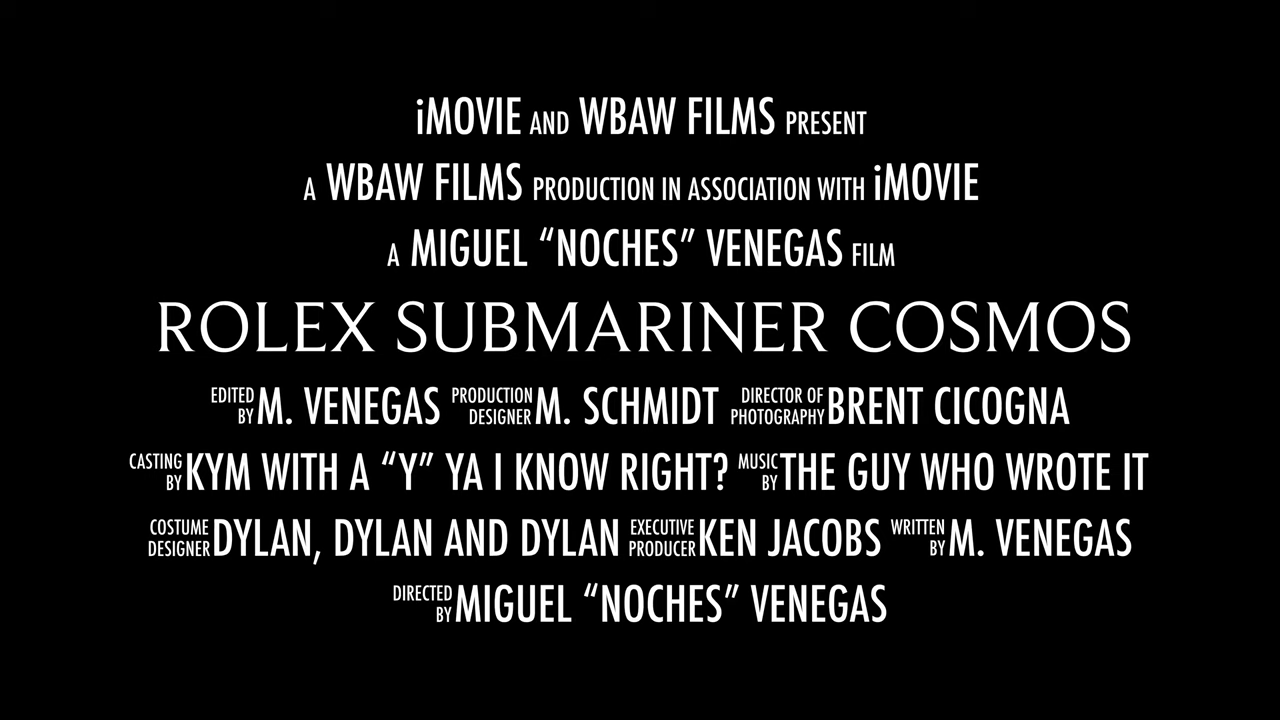 iMOVIE AND WBAW FILMS PRESENT
A WBAW FILMS PRODUCTION IN ASSOCIATION WITH iMOVIE
A MIGUEL “NOCHES” VENEGAS FILM
ROLEX SUBMARINER COSMOS
EDITED BY M. VENEGAS PRODUCTION DESIGNER M. SCHMIDT DIRECTOR OF PHOTOGRAPHY BRENT CICOGNA
CASTING BY KYM WITH A “Y” YA I KNOW RIGHT? MUSIC BY THE GUY WHO WROTE IT
COSTUME DESIGNER DYLAN, DYLAN AND DYLAN EXECUTIVE PRODUCER KEN JACOBS WRITTEN BY M. VENEGAS
DIRECTED BY MIGUEL “NOCHES” VENEGAS